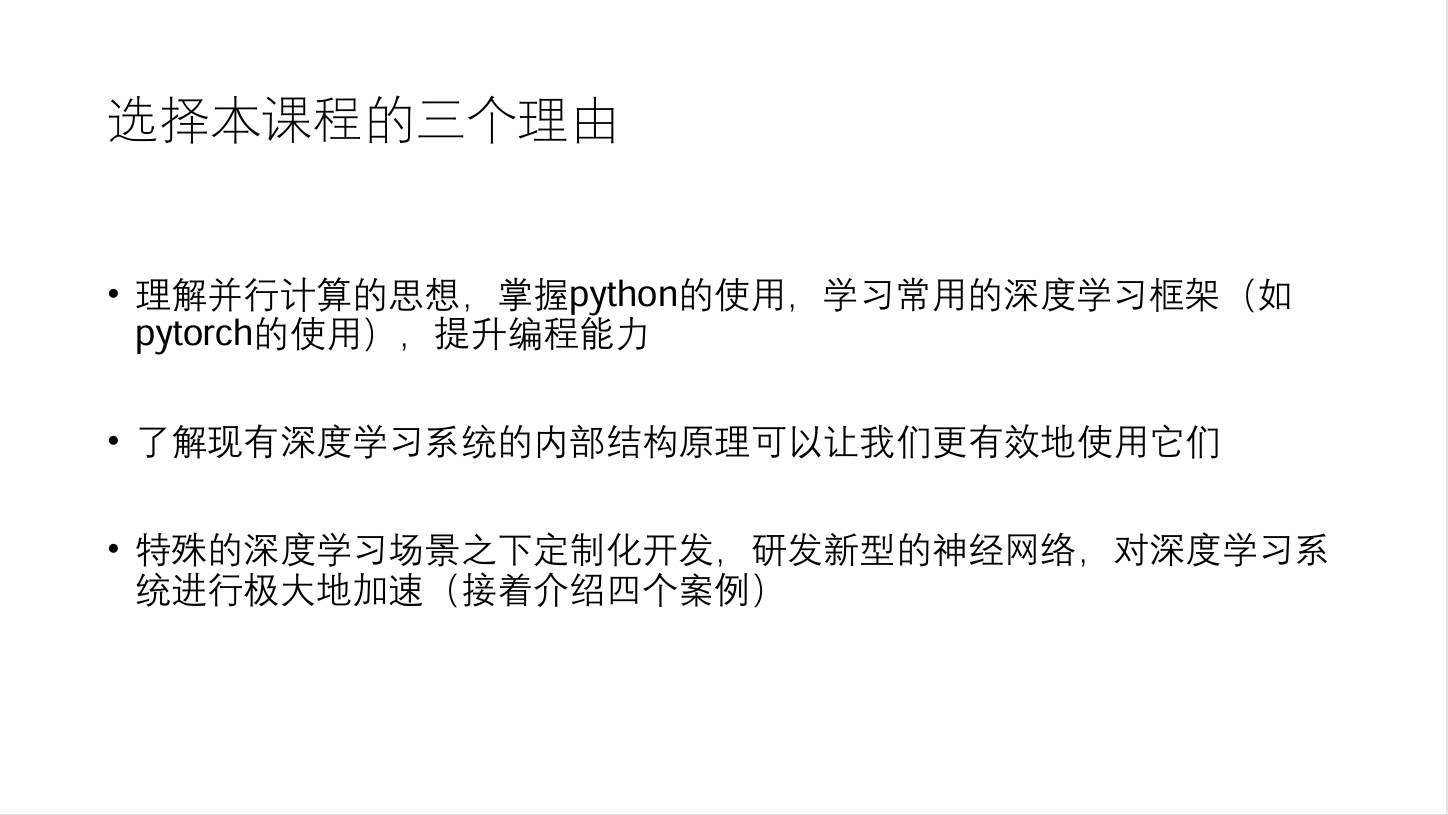 选择本课程的三个理由
• 理解并行计算的思想，掌握python的使用，学习常用的深度学习框架（如
pytorch的使用），提升编程能力
• 了解现有深度学习系统的内部结构原理可以让我们更有效地使用它们
• 特殊的深度学习场景之下定制化开发，研发新型的神经网络，对深度学习系
统进行极大地加速（接着介绍四个案例）